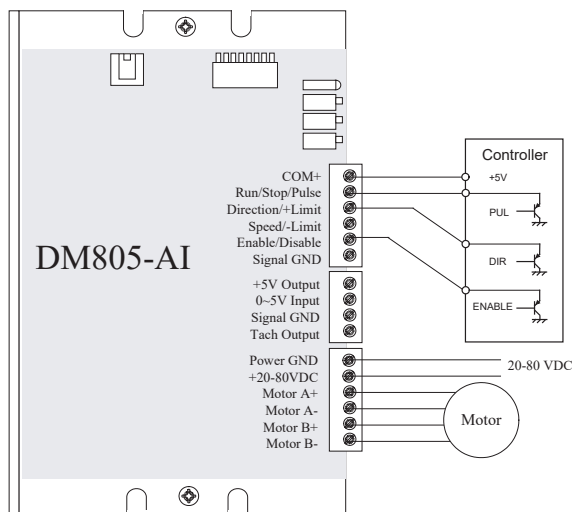 COM+
Run/Stop/Pulse
Direction/+Limit
Speed/-Limit
Enable/Disable
Signal GND
DM805-AI
+5V Output
0~5V Input
Signal GND
Tach Output
Power GND
+20-80VDC
Motor A+
Motor A-
Motor B+
Motor B-
Controller
+5V
PUL
DIR
ENABLE
20-80 VDC
Motor